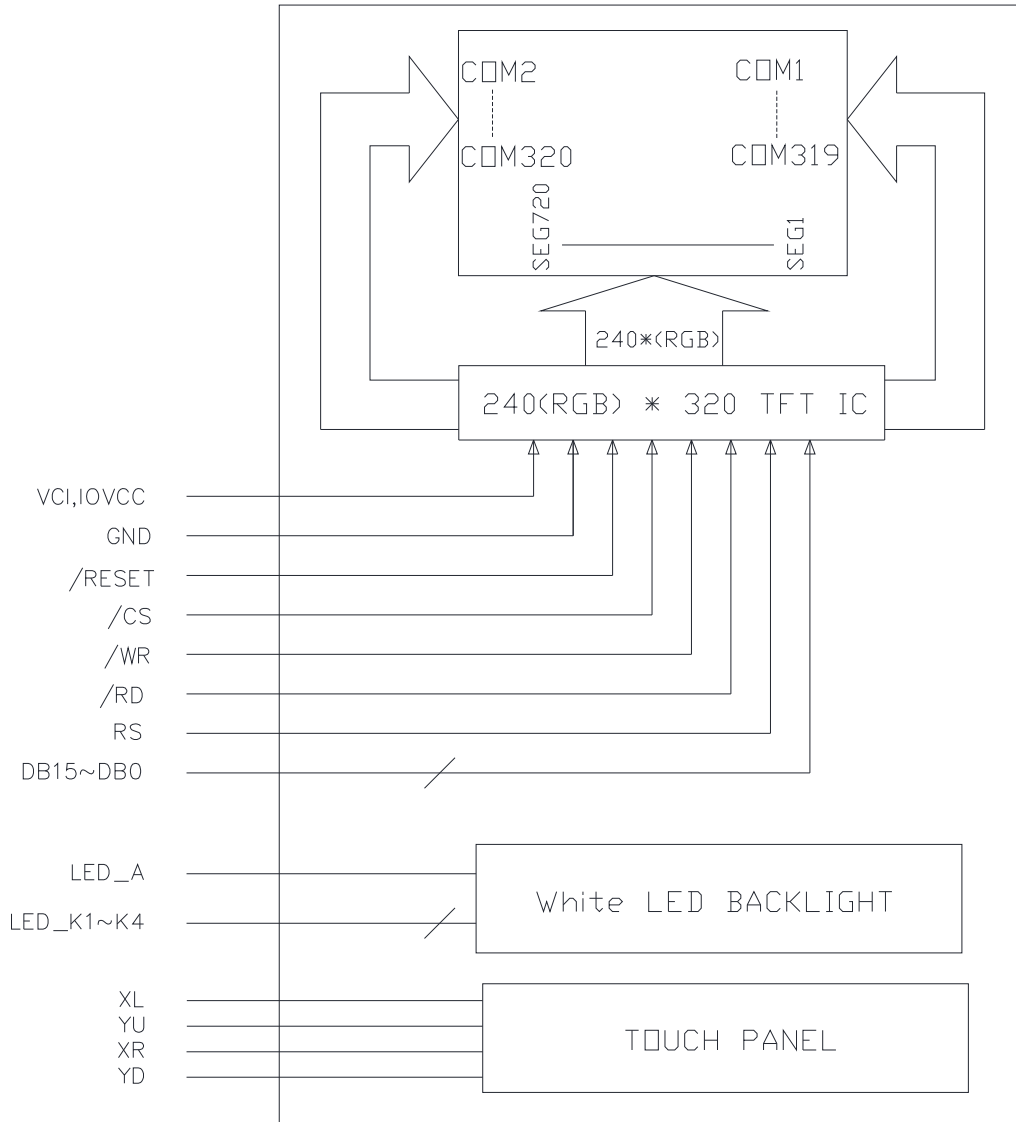 COM2
COM1
COM320
COM319
SEG720
SEG1
240*(RGB)
240(RGB) * 320 TFT IC
VCI,IOVCC
GND
/RESET
/CS
/WR
/RD
RS
DB15~DB0
LED_A
White LED BACKLIGHT
LED_K1~K4
XL
YU
XR
YD
TOUCH PANEL